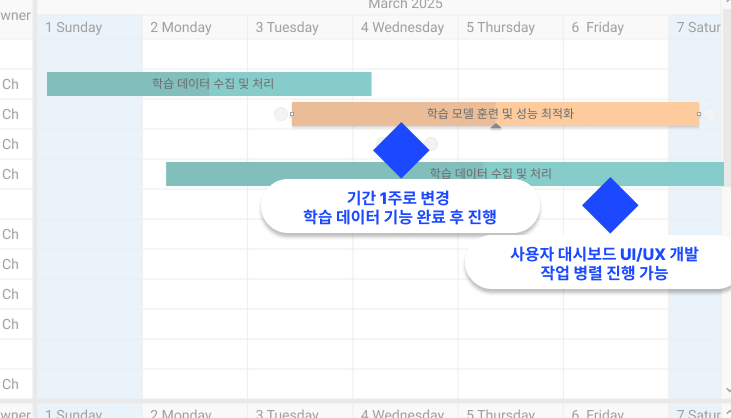 March 2025
wner
1 Sunday
2 Monday
3 Tuesday
4 Wednesday
5 Thursday
6 Friday
7 Satur
Ch
학습 데이터 수집 및 처리
Ch
학습 모델 훈련 및 성능 최적화
Ch
Ch
학습 데이터 수집 및 처리
기간 1주로 변경
학습 데이터 기능 완료 후 진행
Ch
사용자 대시보드 UI/UX 개발
작업 병렬 진행 가능
Ch
Ch
Ch
Ch
wner
1 Sunday
2 Monday
3 Tuesday
4 Wednesday
5 Thursday
6 Friday
7 Satur